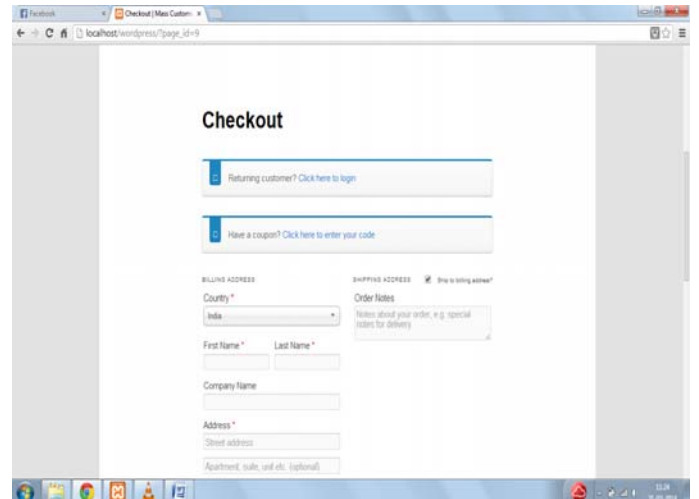 Facebook
Checkout | Mass Custom
localhost/wordpress/?page_id=9
Checkout
Returning customer? Click here to login
Have a coupon? Click here to enter your code
BILLING ADDRESS
SHIPPING ADDRESS
Ship to billing address?
Country *
India
Order Notes
Notes about your order, e.g. special
notes for delivery.
First Name *
Last Name *
Company Name
Address *
Street address
Apartment, suite, unit etc. (optional)
11:24